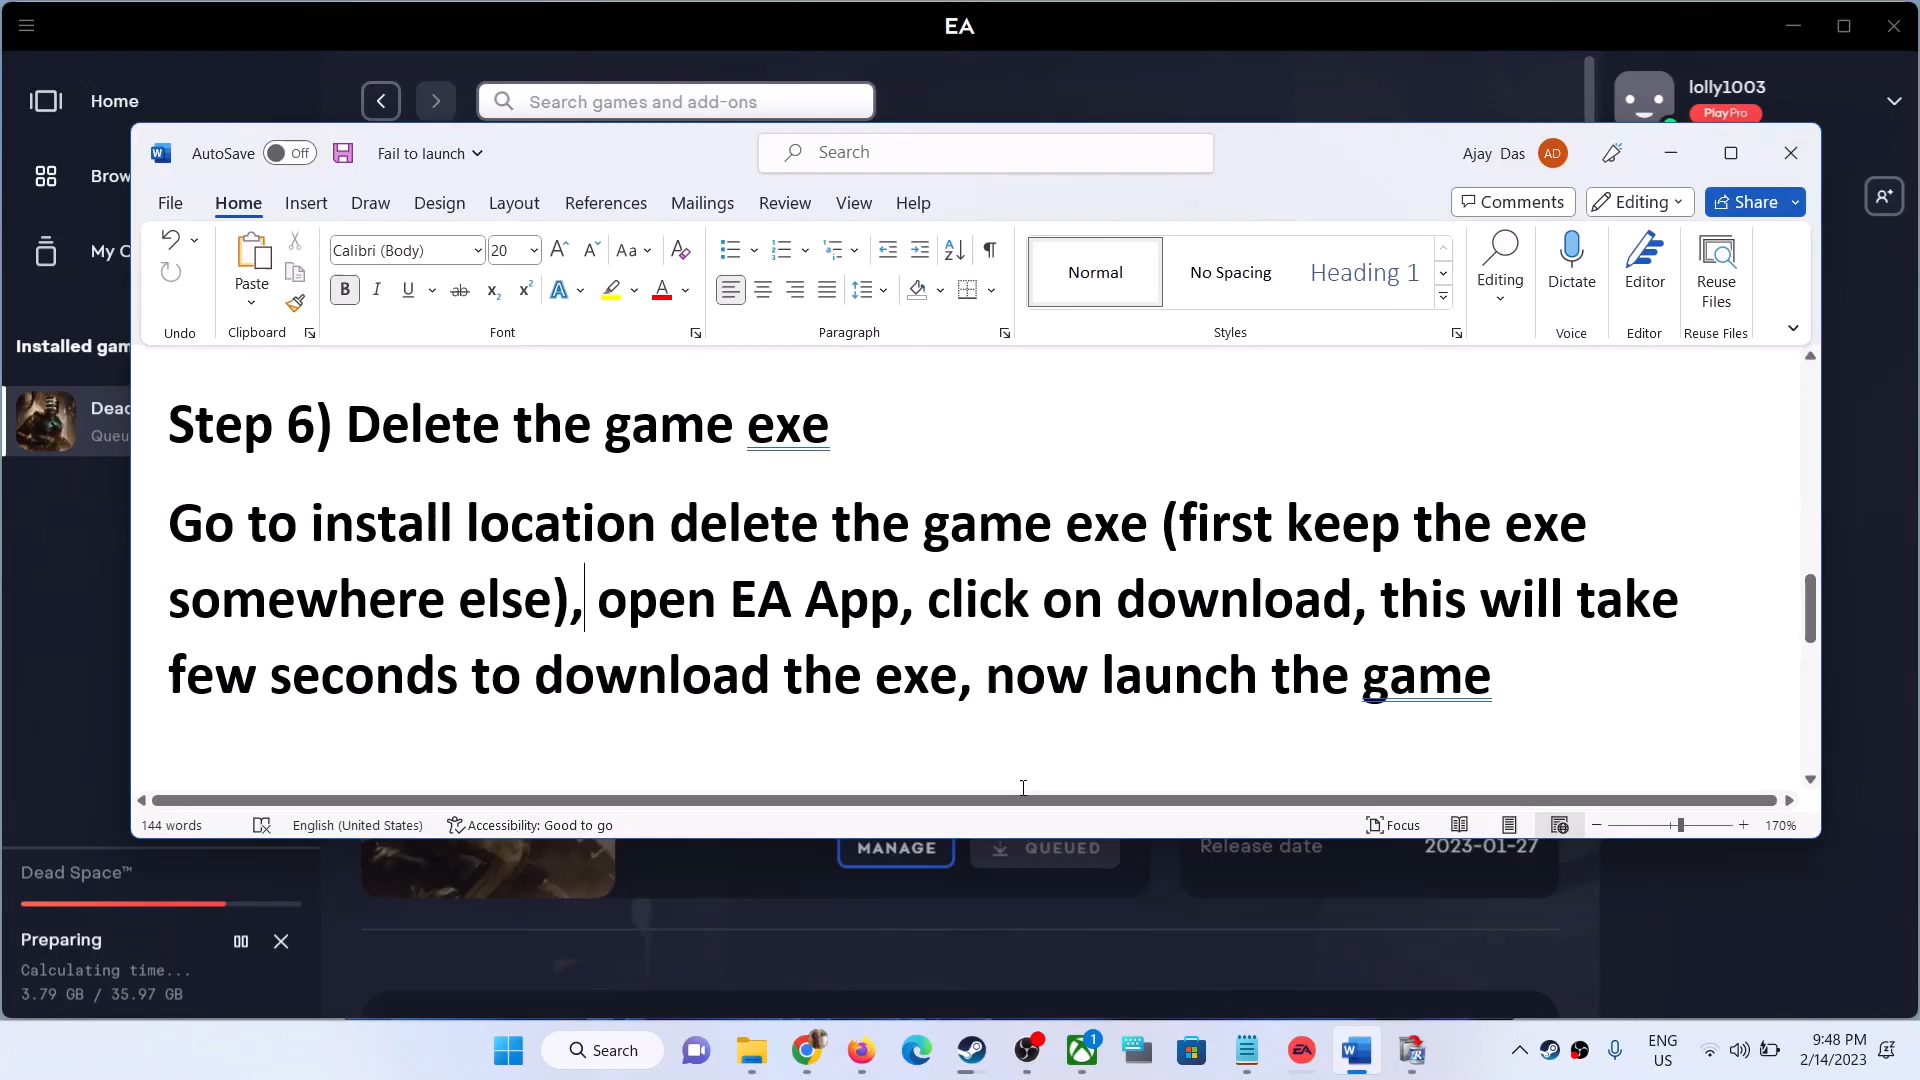 EA
Home
Search games and add-ons
lolly1003
PlayPro
Brow
My C
Installed gam
Dead
Queu
AutoSave Off Fail to launch
Search
Ajay Das AD
File Home Insert Draw Design Layout References Mailings Review View Help
Comments Editing Share
Calibri (Body) 20 Aa
Paste
B I U ab x2 x2 A A
Normal No Spacing Heading 1
Editing Dictate Editor Reuse Files
Undo Clipboard Font Paragraph Styles Voice Editor Reuse Files
Step 6) Delete the game exe
Go to install location delete the game exe (first keep the exe
somewhere else), open EA App, click on download, this will take
few seconds to download the exe, now launch the game
144 words English (United States) Accessibility: Good to go Focus 170%
MANAGE QUEUED Release date 2023-01-27
Dead Space™
Preparing
Calculating time...
3.79 GB / 35.97 GB
Search
1
EA
W
ENG
US
9:48 PM
2/14/2023